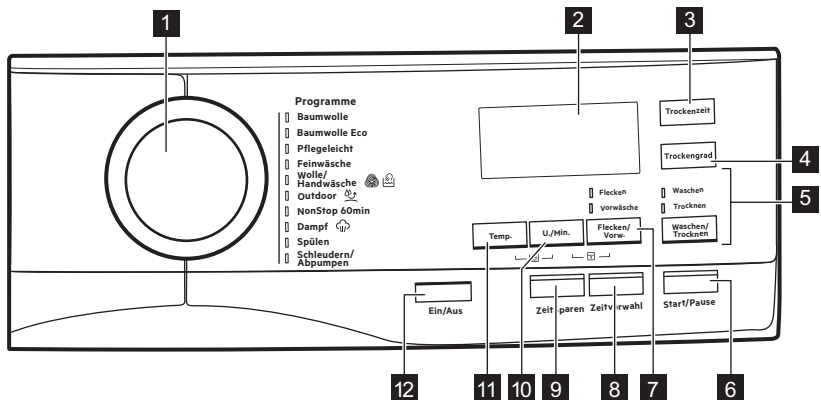 1
2
3
Programme
Baumwolle
Baumwolle Eco
Pflegeleicht
Feinwäsche
Wolle/
Handwäsche
Outdoor
NonStop 60min
Dampf
Spülen
Schleudern/
Abpumpen
Trockenzeit
Trockengrad
4
5
Flecken
Vorwäsche
Waschen
Trocknen
Temp.
U./Min.
Flecken/
Vorw.
Waschen/
Trocknen
Ein/Aus
Zeitsparen
Zeitvorwahl
Start/Pause
12
11
10
9
8
7
6